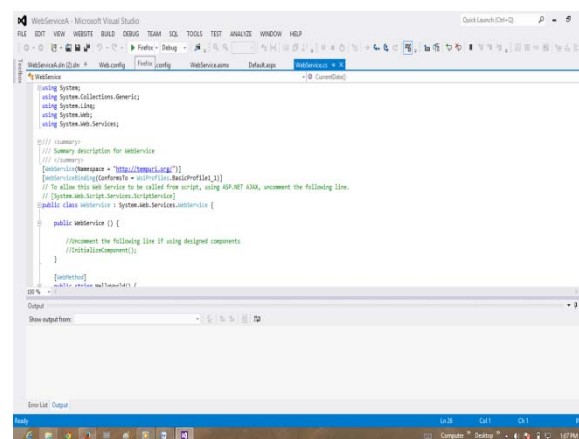 WebServiceA - Microsoft Visual Studio
Quick Launch (Ctrl+Q)
FILE EDIT VIEW WEBSITE BUILD DEBUG TEAM SQL TOOLS TEST ANALYZE WINDOW HELP
Firefox Debug
WebServiceA.sln Web.config Firefox .config WebService.asmx Default.aspx WebService.cs
Toolbox
WebService
CurrentDate()
using System;
using System.Collections.Generic;
using System.Linq;
using System.Web;
using System.Web.Services;
/// <summary>
/// Summary description for WebService
/// </summary>
[WebService(Namespace = "http://tempuri.org/")]
[WebServiceBinding(ConformsTo = WsiProfiles.BasicProfile1_1)]
// To allow this Web Service to be called from script, using ASP.NET AJAX, uncomment the following line.
// [System.Web.Script.Services.ScriptService]
public class WebService : System.Web.Services.WebService {
public WebService () {
//Uncomment the following line if using designed components
//InitializeComponent();
}
[WebMethod]
public string HelloWorld() {
100 %
Output
Show output from:
Error List Output
Ready
Ln 26 Col 1 Ch 1
Computer Desktop 1:07 PM